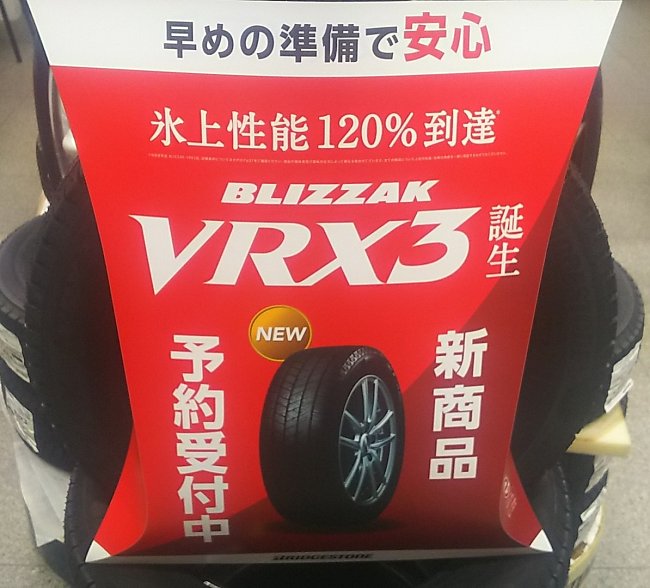 早めの準備で安心
氷上性能120%到達*
BLIZZAK
VRX3
誕生
NEW
新商品
予約受付中
BRIDGESTONE